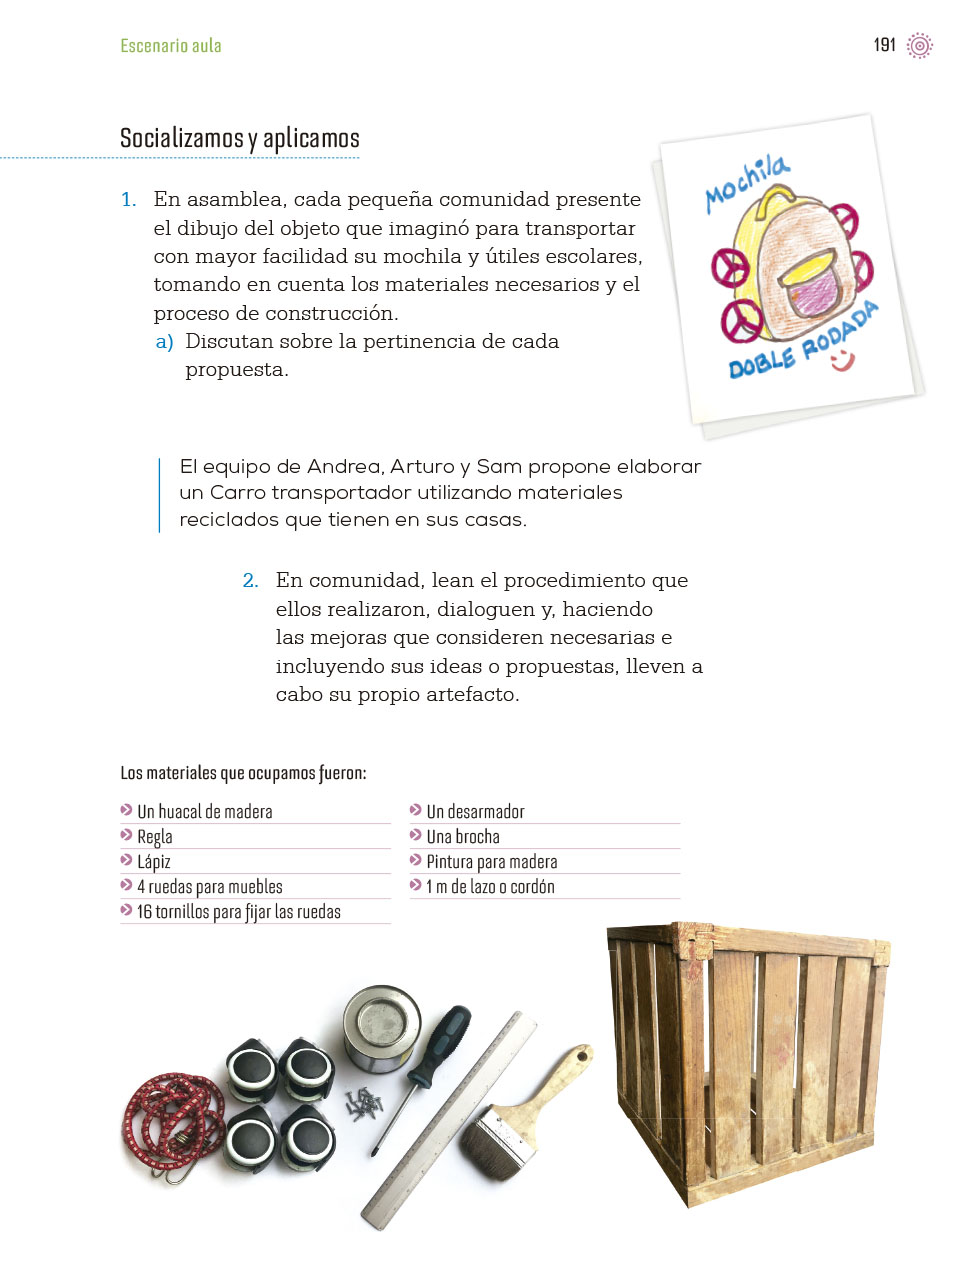 Escenario aula
191
Socializamos y aplicamos
1. En asamblea, cada pequeña comunidad presente
el dibujo del objeto que imaginó para transportar
con mayor facilidad su mochila y útiles escolares,
tomando en cuenta los materiales necesarios y el
proceso de construcción.
a) Discutan sobre la pertinencia de cada
propuesta.
Mochila
DOBLE RODADA
El equipo de Andrea, Arturo y Sam propone elaborar
un Carro transportador utilizando materiales
reciclados que tienen en sus casas.
2. En comunidad, lean el procedimiento que
ellos realizaron, dialoguen y, haciendo
las mejoras que consideren necesarias e
incluyendo sus ideas o propuestas, lleven a
cabo su propio artefacto.
Los materiales que ocupamos fueron:
Un huacal de madera
Regla
Lápiz
4 ruedas para muebles
16 tornillos para fijar las ruedas
Un desarmador
Una brocha
Pintura para madera
1 m de lazo o cordón